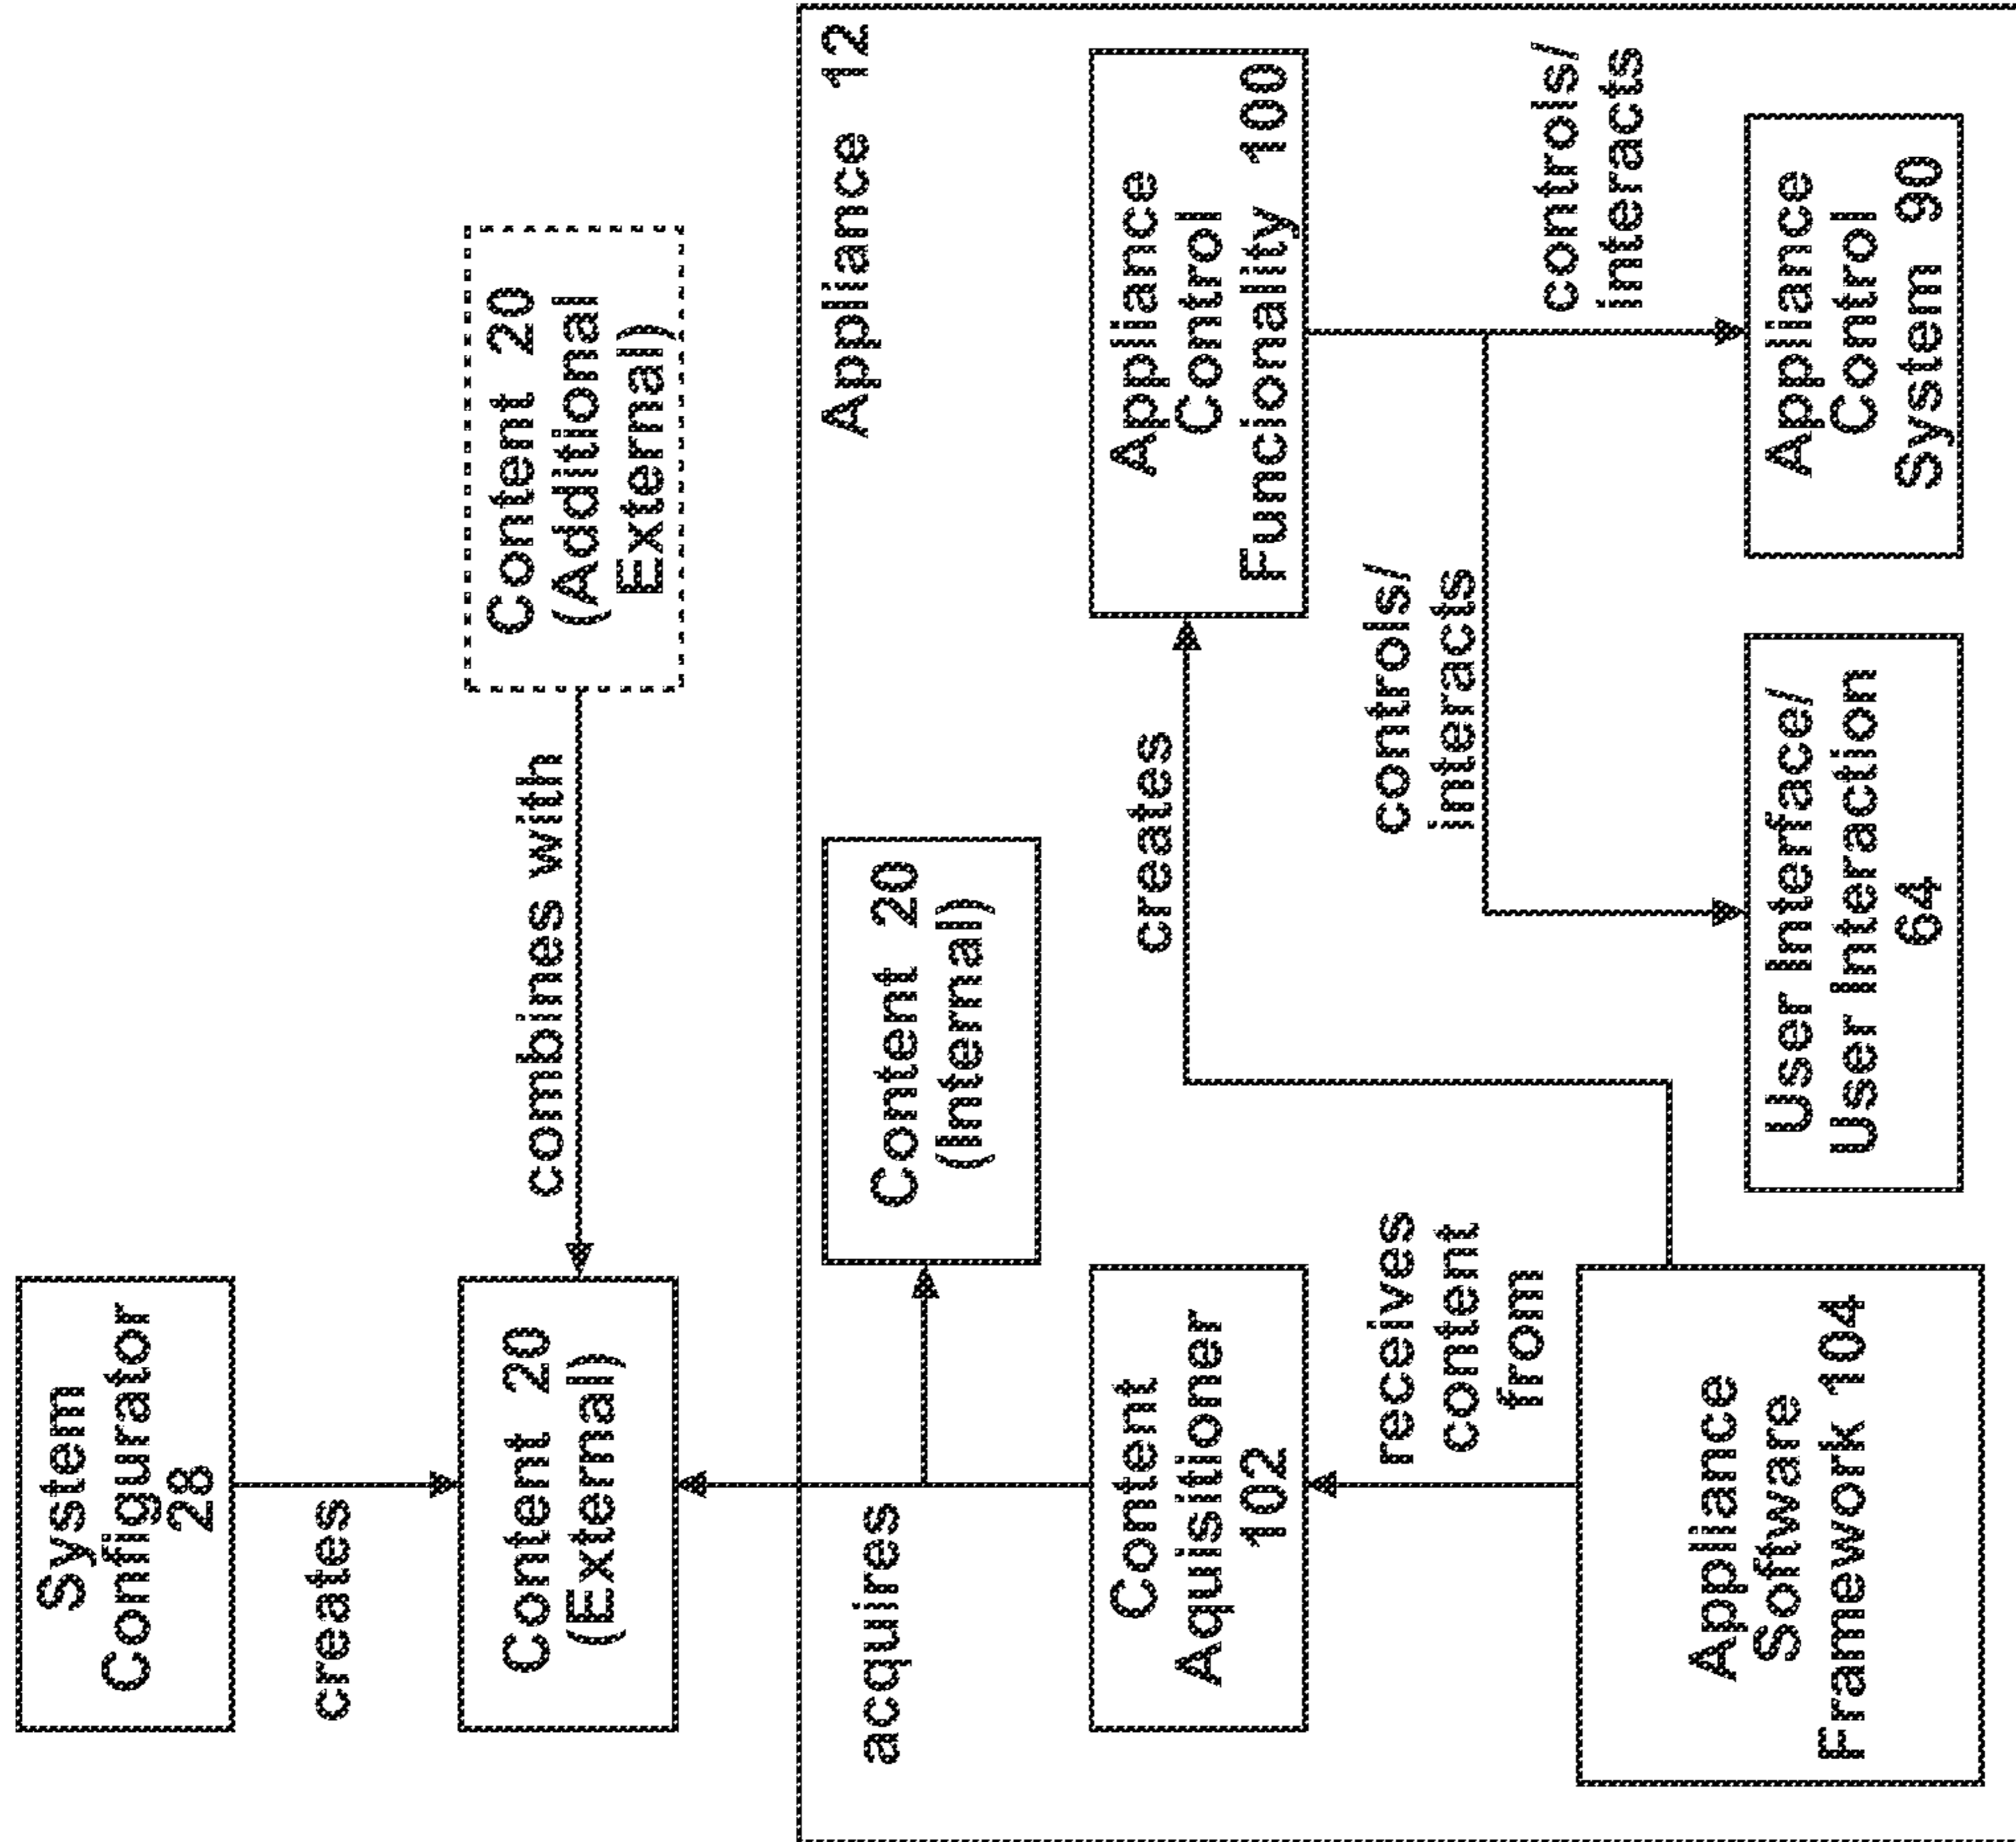 System
Configurator
28
creates
Content 20
(External)
combines with
Content 20
(Additional
External)
Appliance 12
acquires
Content 20
(Internal)
Content
Aquisitioner
102
receives
content
from
Appliance
Software
Framework 104
creates
Appliance
Control
Funcionality 100
controls/
interacts
controls/
interacts
User Interface/
User Interaction
64
Appliance
Control
System 90